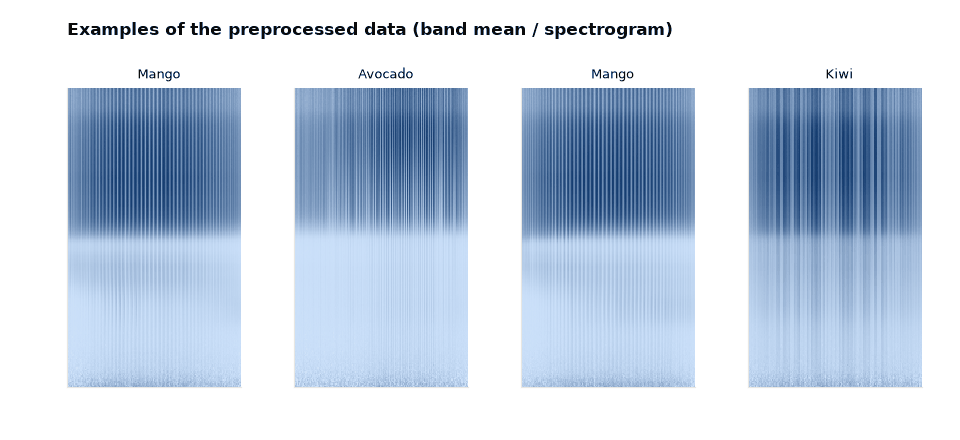 Examples of the preprocessed data (band mean / spectrogram)
Mango
Avocado
Mango
Kiwi